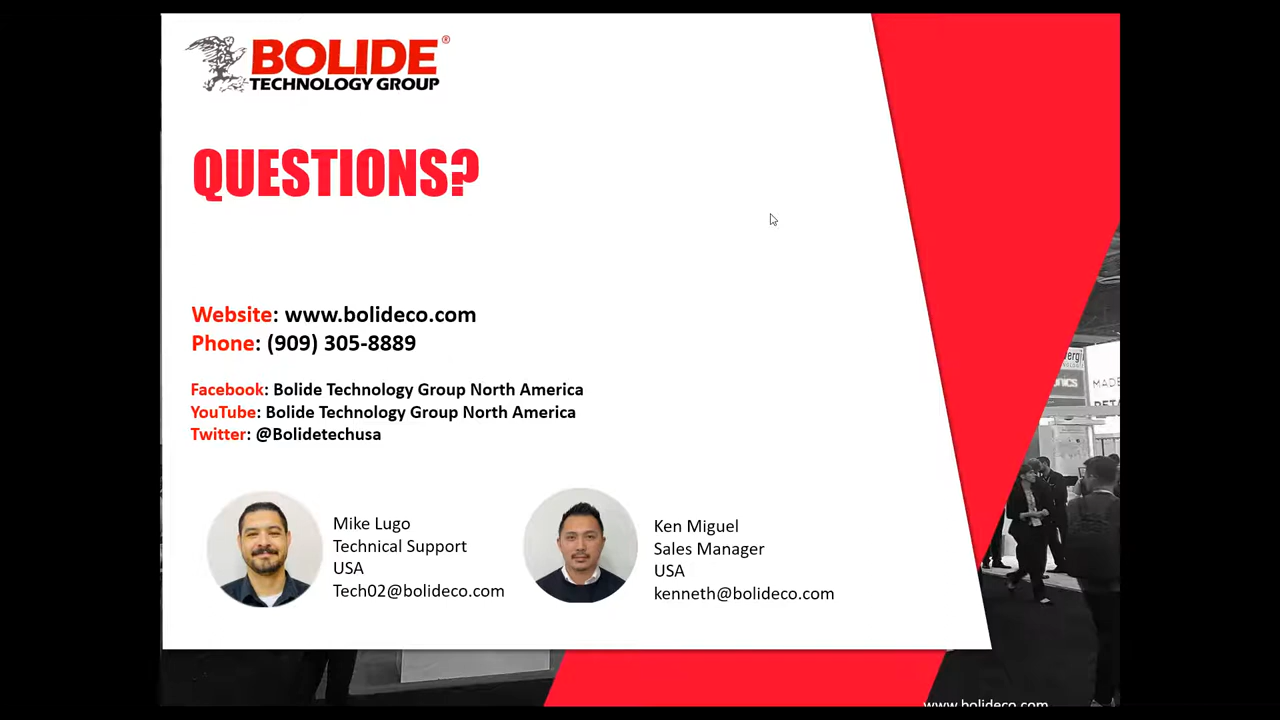 BOLIDE®
TECHNOLOGY GROUP
QUESTIONS?
Website: www.bolideco.com
Phone: (909) 305-8889
Facebook: Bolide Technology Group North America
YouTube: Bolide Technology Group North America
Twitter: @Bolidetechusa
Mike Lugo
Technical Support
USA
Tech02@bolideco.com
Ken Miguel
Sales Manager
USA
kenneth@bolideco.com
MADE
www.bolideco.com